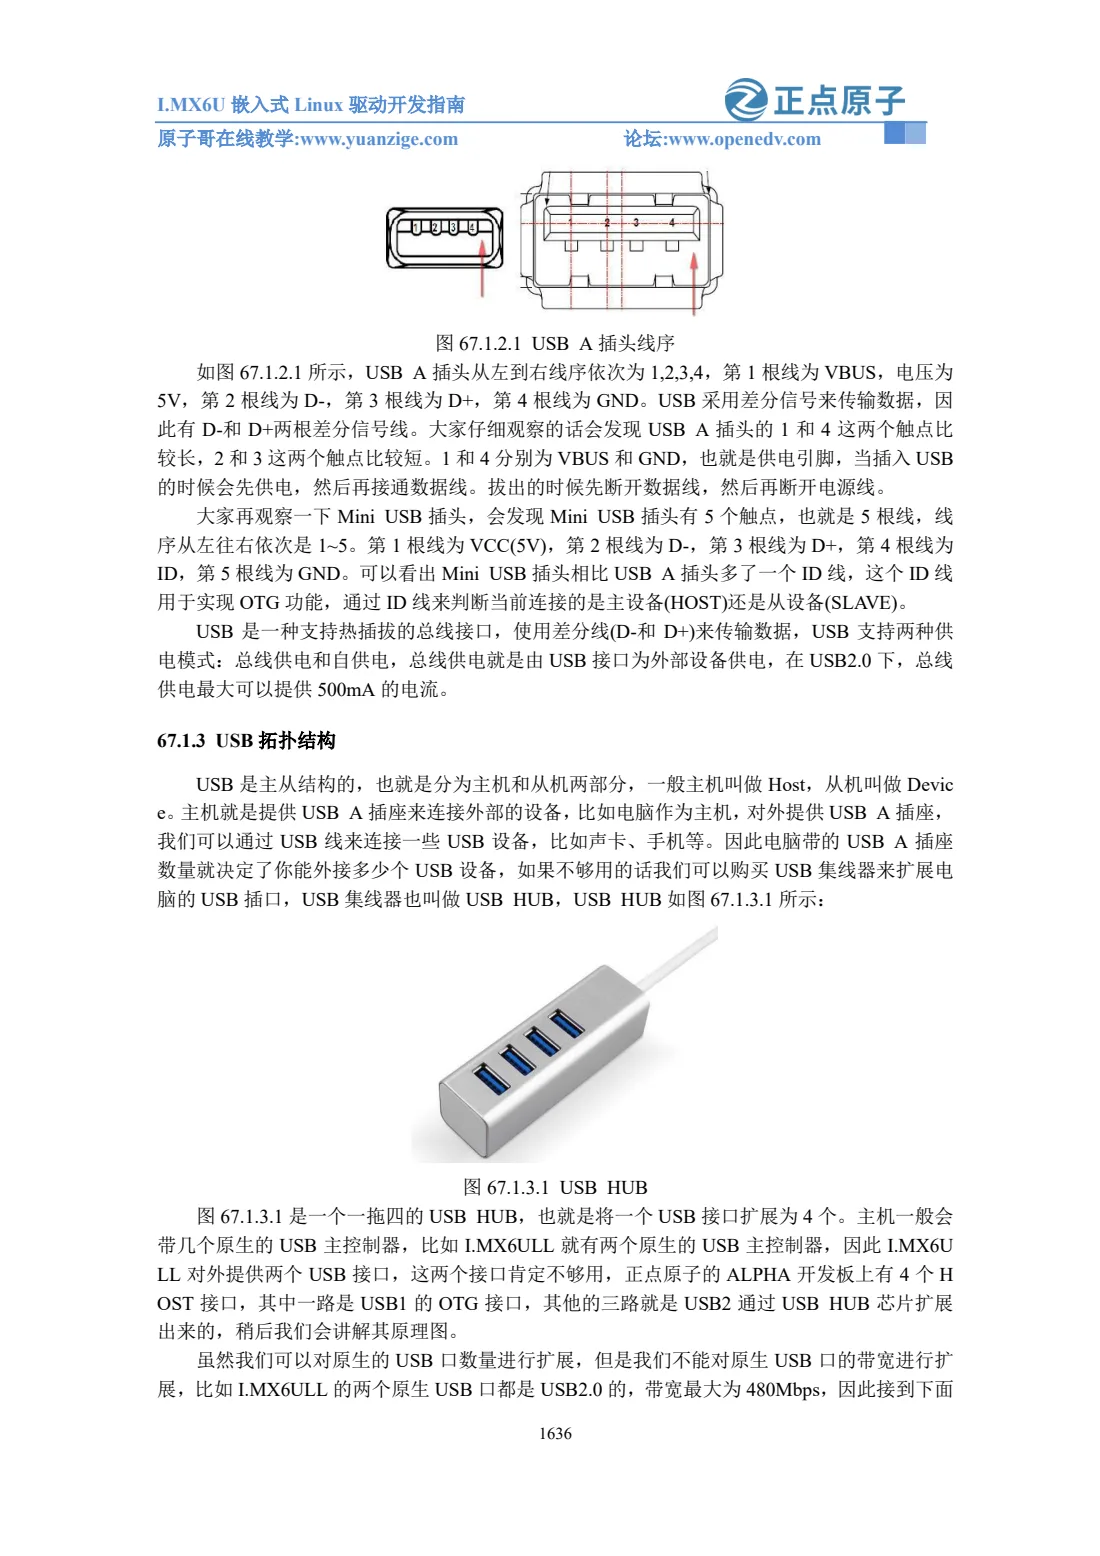 I.MX6U 嵌入式 Linux 驱动开发指南
正点原子
原子哥在线教学:www.yuanzige.com 论坛:www.openedv.com
1 2 3 4
1 2 3 4
图 67.1.2.1 USB A 插头线序
如图 67.1.2.1 所示，USB A 插头从左到右线序依次为 1,2,3,4，第 1 根线为 VBUS，电压为
5V，第 2 根线为 D-，第 3 根线为 D+，第 4 根线为 GND。USB 采用差分信号来传输数据，因
此有 D-和 D+两根差分信号线。大家仔细观察的话会发现 USB A 插头的 1 和 4 这两个触点比
较长，2 和 3 这两个触点比较短。1 和 4 分别为 VBUS 和 GND，也就是供电引脚，当插入 USB
的时候会先供电，然后再接通数据线。拔出的时候先断开数据线，然后再断开电源线。
大家再观察一下 Mini USB 插头，会发现 Mini USB 插头有 5 个触点，也就是 5 根线，线
序从左往右依次是 1~5。第 1 根线为 VCC(5V)，第 2 根线为 D-，第 3 根线为 D+，第 4 根线为
ID，第 5 根线为 GND。可以看出 Mini USB 插头相比 USB A 插头多了一个 ID 线，这个 ID 线
用于实现 OTG 功能，通过 ID 线来判断当前连接的是主设备(HOST)还是从设备(SLAVE)。
USB 是一种支持热插拔的总线接口，使用差分线(D-和 D+)来传输数据，USB 支持两种供
电模式：总线供电和自供电，总线供电就是由 USB 接口为外部设备供电，在 USB2.0 下，总线
供电最大可以提供 500mA 的电流。
67.1.3 USB 拓扑结构
USB 是主从结构的，也就是分为主机和从机两部分，一般主机叫做 Host，从机叫做 Devic
e。主机就是提供 USB A 插座来连接外部的设备，比如电脑作为主机，对外提供 USB A 插座，
我们可以通过 USB 线来连接一些 USB 设备，比如声卡、手机等。因此电脑带的 USB A 插座
数量就决定了你能外接多少个 USB 设备，如果不够用的话我们可以购买 USB 集线器来扩展电
脑的 USB 插口，USB 集线器也叫做 USB HUB，USB HUB 如图 67.1.3.1 所示：
图 67.1.3.1 USB HUB
图 67.1.3.1 是一个一拖四的 USB HUB，也就是将一个 USB 接口扩展为 4 个。主机一般会
带几个原生的 USB 主控制器，比如 I.MX6ULL 就有两个原生的 USB 主控制器，因此 I.MX6U
LL 对外提供两个 USB 接口，这两个接口肯定不够用，正点原子的 ALPHA 开发板上有 4 个 H
OST 接口，其中一路是 USB1 的 OTG 接口，其他的三路就是 USB2 通过 USB HUB 芯片扩展
出来的，稍后我们会讲解其原理图。
虽然我们可以对原生的 USB 口数量进行扩展，但是我们不能对原生 USB 口的带宽进行扩
展，比如 I.MX6ULL 的两个原生 USB 口都是 USB2.0 的，带宽最大为 480Mbps，因此接到下面
1636